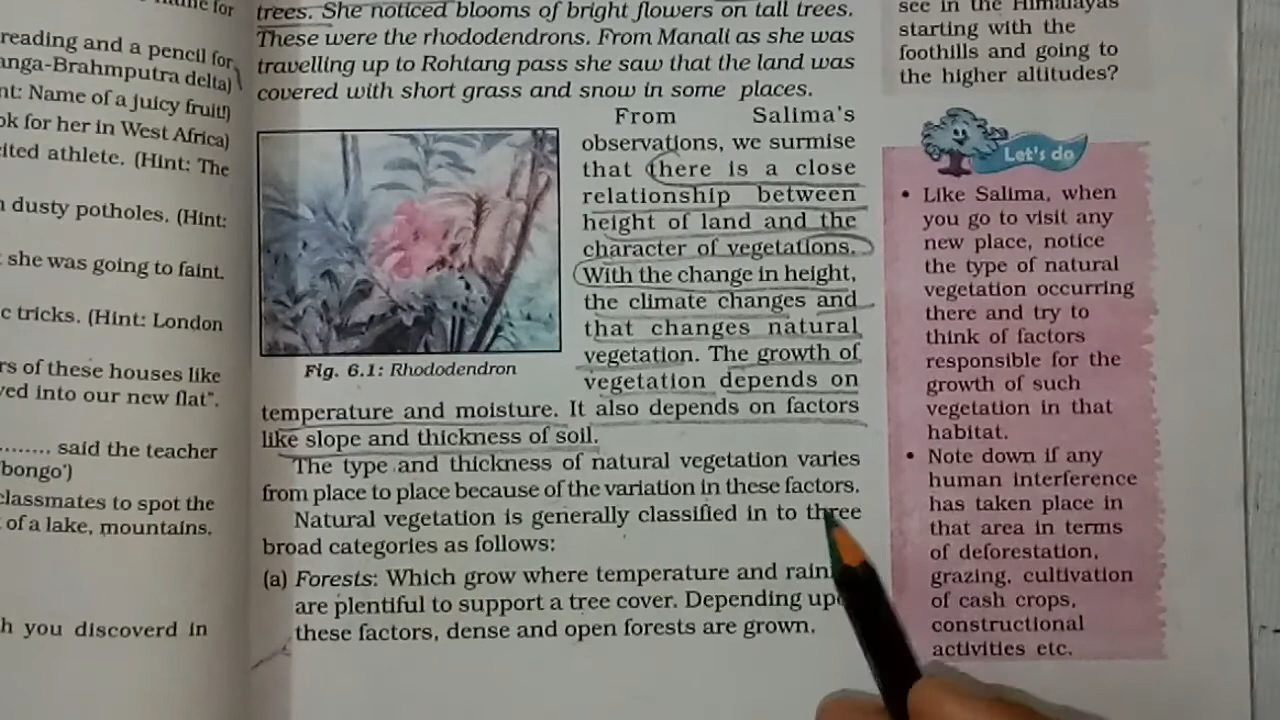 reading and a pencil for
anga-Brahmputra delta)
nt: Name of a juicy fruit!)
ok for her in West Africa)
cited athlete. (Hint: The
dusty potholes. (Hint:
she was going to faint.
c tricks. (Hint: London
rs of these houses like
ved into our new flat".
........ said the teacher
'bongo')
classmates to spot the
of a lake, mountains,
h you discoverd in
trees. She noticed blooms of bright flowers on tall trees.
These were the rhododendrons. From Manali as she was
travelling up to Rohtang pass she saw that the land was
covered with short grass and snow in some places.
From Salima's
observations, we surmise
that there is a close
relationship between
height of land and the
character of vegetations.
With the change in height,
the climate changes and
that changes natural
vegetation. The growth of
vegetation depends on
temperature and moisture. It also depends on factors
like slope and thickness of soil.
Fig. 6.1: Rhododendron
The type and thickness of natural vegetation varies
from place to place because of the variation in these factors.
Natural vegetation is generally classified in to three
broad categories as follows:
(a) Forests: Which grow where temperature and rain
are plentiful to support a tree cover. Depending upo
these factors, dense and open forests are grown.
see in the Himalayas
starting with the
foothills and going to
the higher altitudes?
Let's do
• Like Salima, when
you go to visit any
new place, notice
the type of natural
vegetation occurring
there and try to
think of factors
responsible for the
growth of such
vegetation in that
habitat.
• Note down if any
human interference
has taken place in
that area in terms
of deforestation,
grazing, cultivation
of cash crops,
constructional
activities etc.